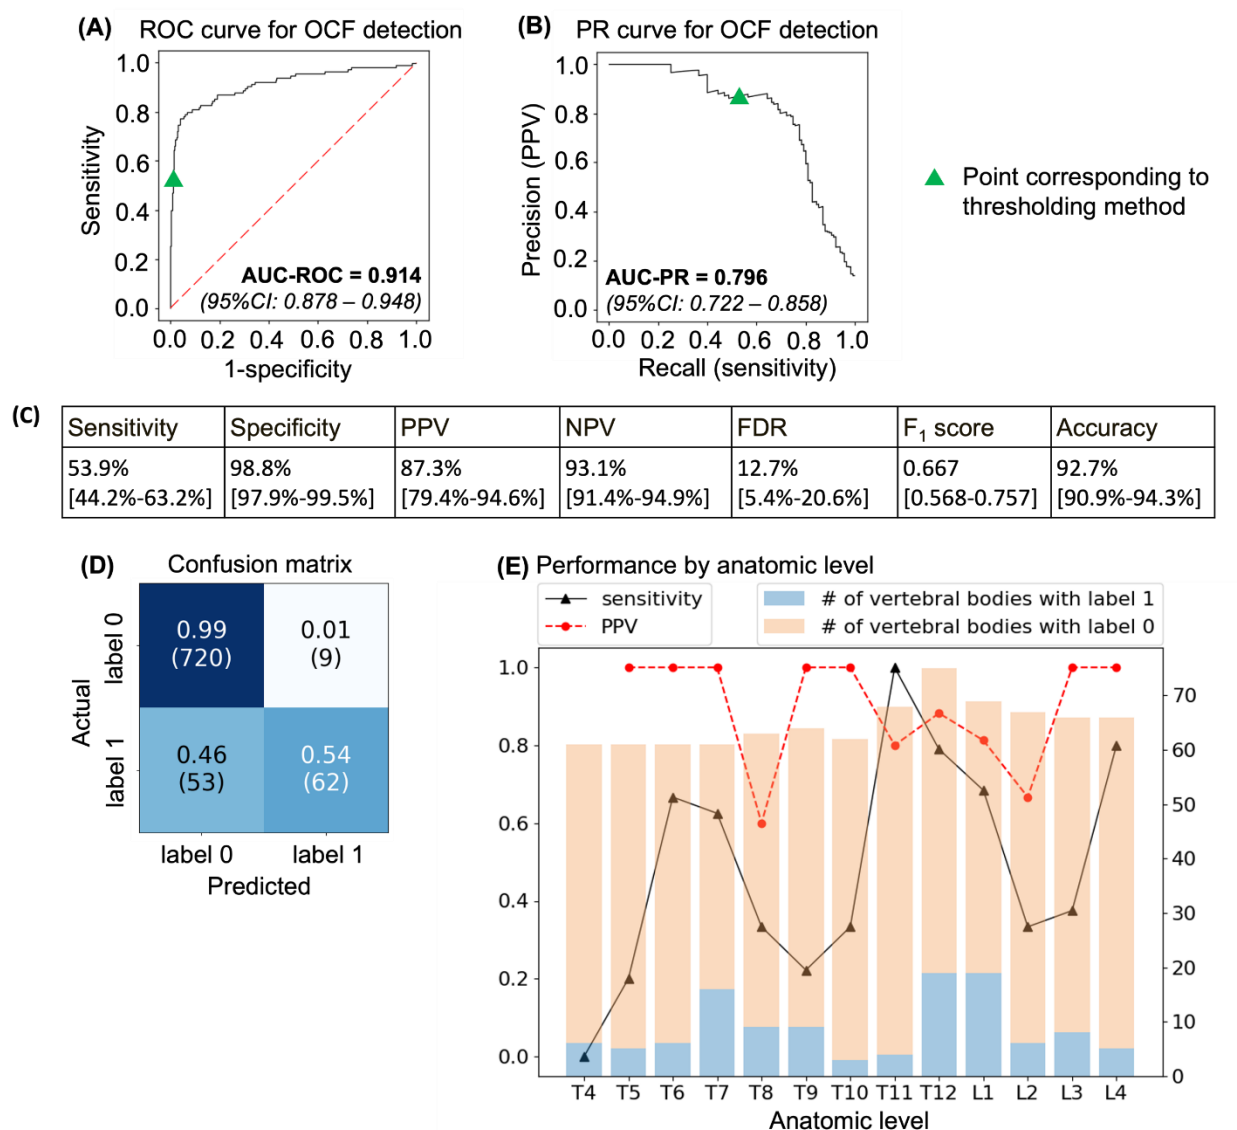 (A) ROC curve for OCF detection
1.0
0.8
0.6
0.4
0.2
0.0
Sensitivity
AUC-ROC = 0.914
(95%CI: 0.878 – 0.948)
0.0 0.2 0.4 0.6 0.8 1.0
1-specificity
(B) PR curve for OCF detection
1.0
0.8
0.6
0.4
0.2
0.0
Precision (PPV)
AUC-PR = 0.796
(95%CI: 0.722 – 0.858)
0.0 0.2 0.4 0.6 0.8 1.0
Recall (sensitivity)
Point corresponding to
thresholding method
(C)
Sensitivity Specificity PPV NPV FDR F1 score Accuracy
53.9% 98.8% 87.3% 93.1% 12.7% 0.667 92.7%
[44.2%-63.2%] [97.9%-99.5%] [79.4%-94.6%] [91.4%-94.9%] [5.4%-20.6%] [0.568-0.757] [90.9%-94.3%]
(D) Confusion matrix
Actual
label 0
label 1
0.99 0.01
(720) (9)
0.46 0.54
(53) (62)
label 0 label 1
Predicted
(E) Performance by anatomic level
sensitivity
PPV
# of vertebral bodies with label 1
# of vertebral bodies with label 0
1.0
0.8
0.6
0.4
0.2
0.0
70
60
50
40
30
20
10
0
T4 T5 T6 T7 T8 T9 T10 T11 T12 L1 L2 L3 L4
Anatomic level